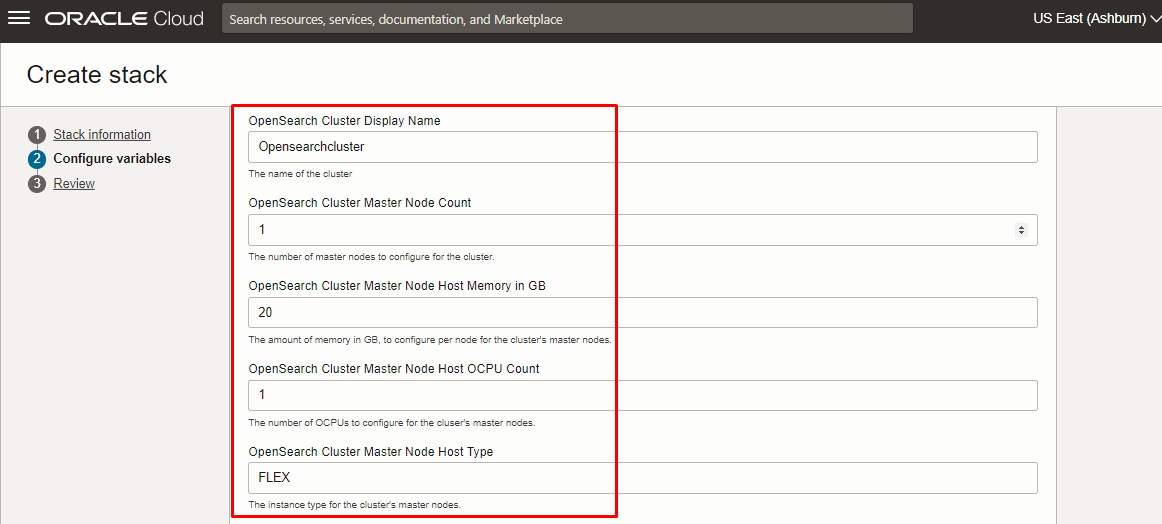 ORACLE Cloud
Search resources, services, documentation, and Marketplace
US East (Ashburn)
Create stack
1 Stack information
2 Configure variables
3 Review
OpenSearch Cluster Display Name
Opensearchcluster
The name of the cluster
OpenSearch Cluster Master Node Count
1
The number of master nodes to configure for the cluster.
OpenSearch Cluster Master Node Host Memory in GB
20
The amount of memory in GB, to configure per node for the cluster's master nodes.
OpenSearch Cluster Master Node Host OCPU Count
1
The number of OCPUs to configure for the cluser's master nodes.
OpenSearch Cluster Master Node Host Type
FLEX
The instance type for the cluster's master nodes.